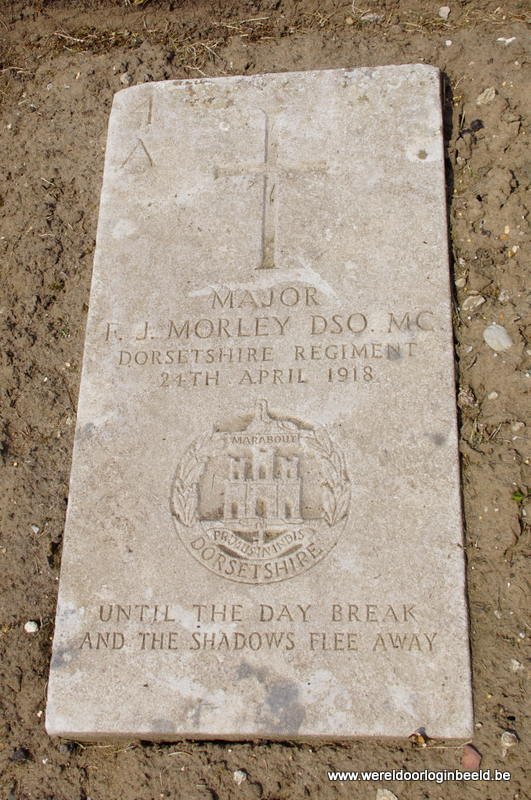 1
A
MAJOR
F. J. MORLEY DSO. MC
DORSETSHIRE REGIMENT
24TH APRIL 1918
MARABOUT
PRIMUS IN INDIS
DORSETSHIRE
UNTIL THE DAY BREAK
AND THE SHADOWS FLEE AWAY
www.wereldoorloginbeeld.be